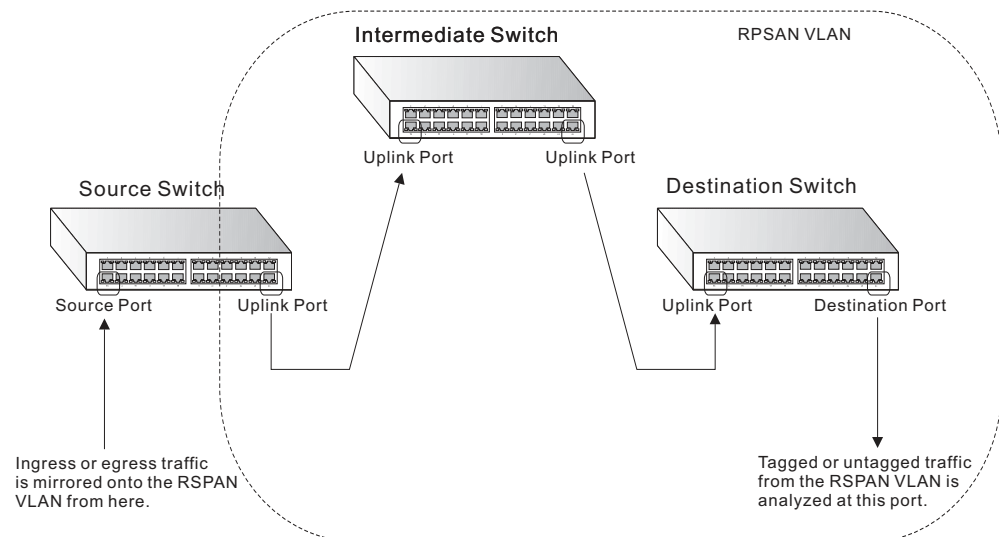 Intermediate Switch
RPSAN VLAN
Uplink Port
Uplink Port
Source Switch
Destination Switch
Source Port
Uplink Port
Uplink Port
Destination Port
Ingress or egress traffic
is mirrored onto the RSPAN
VLAN from here.
Tagged or untagged traffic
from the RSPAN VLAN is
analyzed at this port.